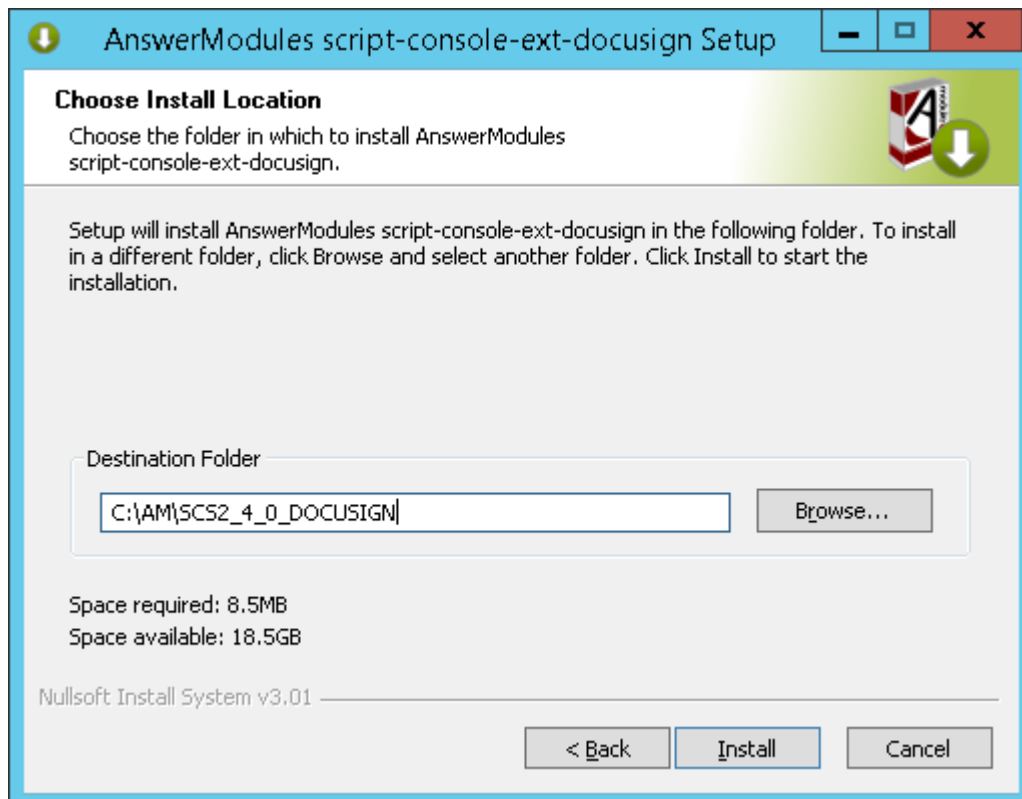 AnswerModules script-console-ext-docusign Setup
Choose Install Location
Choose the folder in which to install AnswerModules
script-console-ext-docusign.
Setup will install AnswerModules script-console-ext-docusign in the following folder. To install
in a different folder, click Browse and select another folder. Click Install to start the
installation.
Destination Folder
C:\AM\SCS2_4_0_DOCUSIGN
Browse...
Space required: 8.5MB
Space available: 18.5GB
Nullsoft Install System v3.01
< Back
Install
Cancel